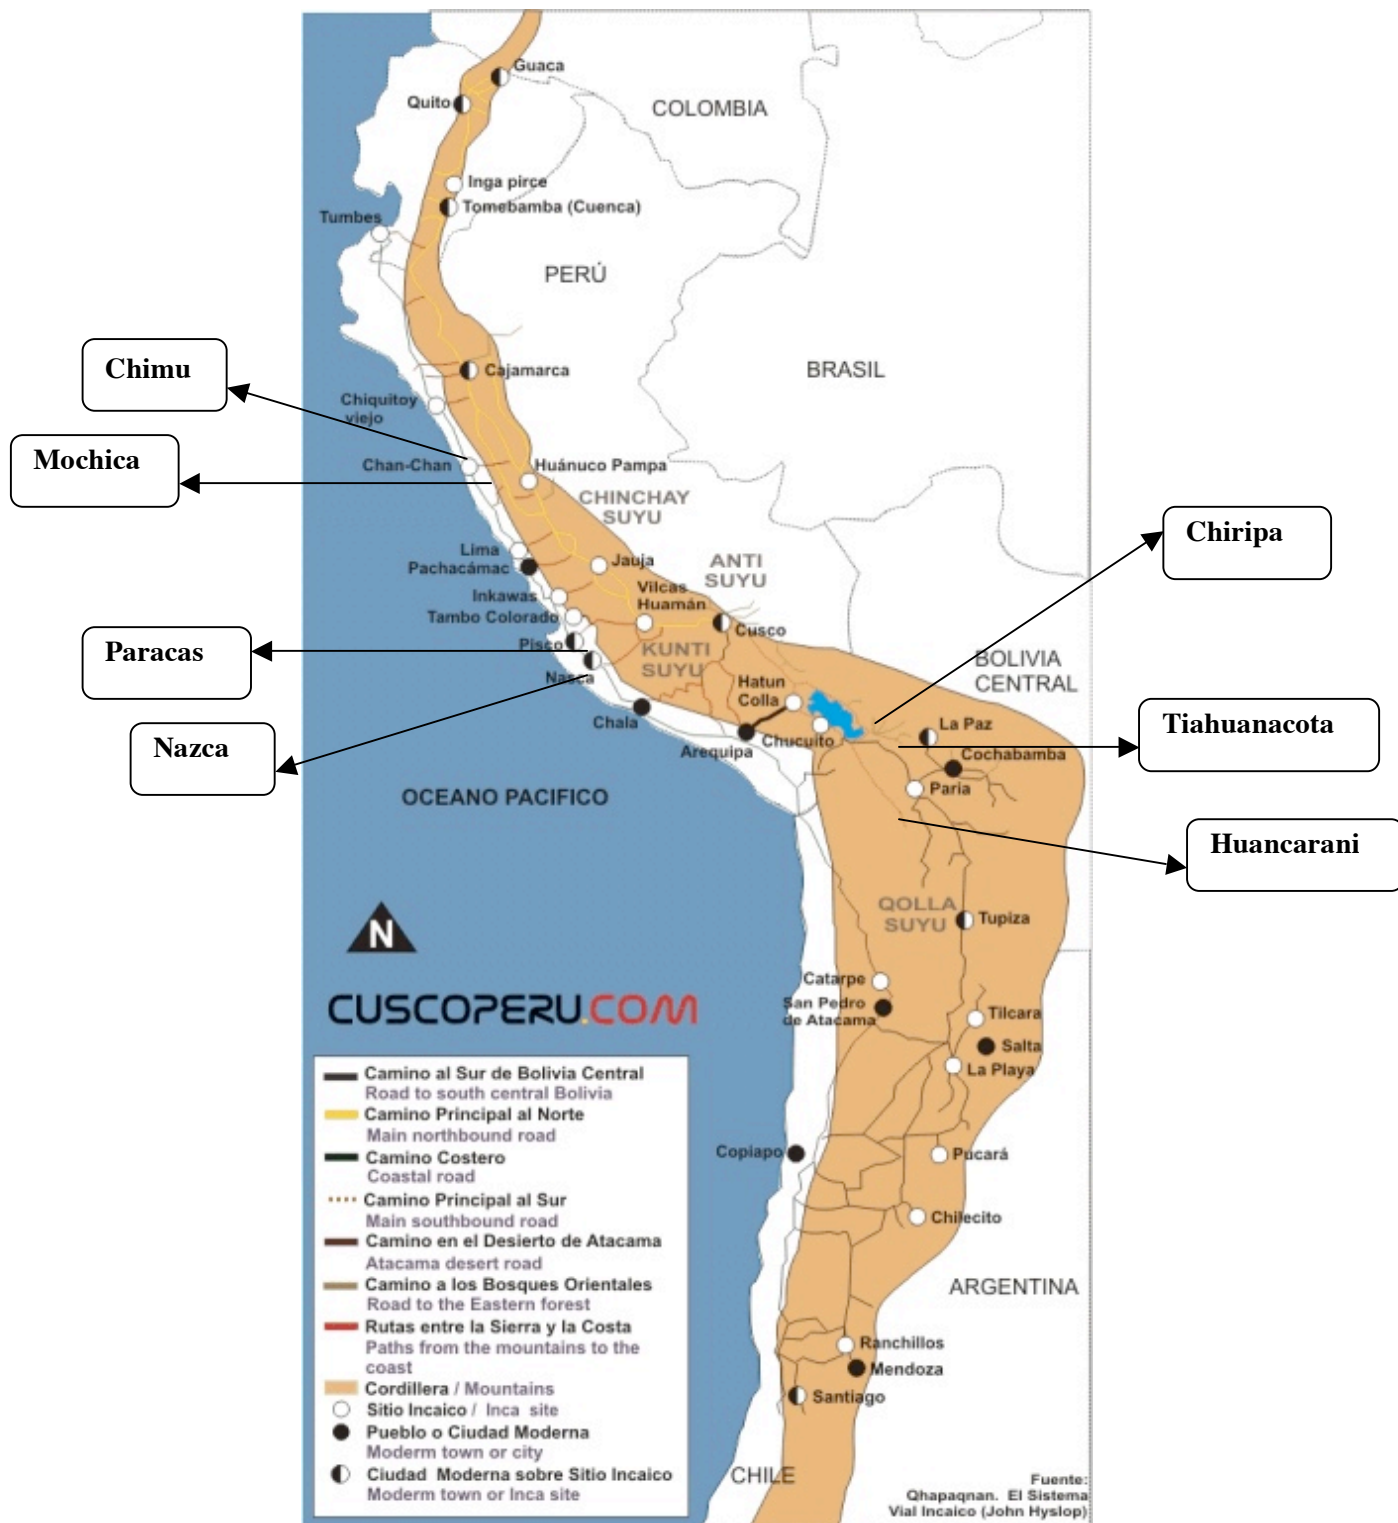 Guaca
Quito
COLOMBIA
Inga pirce
Tomebamba (Cuenca)
Tumbes
PERÚ
Chimu
Cajamarca
BRASIL
Chiquitoy
viejo
Mochica
Chan-Chan
Huánuco Pampa
CHINCHAY
SUYU
Chiripa
Lima
Pachacámac
Jauja
ANTI
SUYU
Vilcas
Huamán
Inkawas
Tambo Colorado
Cusco
Paracas
Pisco
KUNTI
SUYU
BOLIVIA
CENTRAL
Nasca
Hatun
Colla
Chala
Tiahuanacota
La Paz
Nazca
Arequipa
Chucuito
Cochabamba
Paria
OCEANO PACIFICO
Huancarani
QOLLA
SUYU
Tupiza
N
Catarpe
San Pedro
de Atacama
CUSCOPERU.COM
Tilcara
Salta
La Playa
Camino al Sur de Bolivia Central
Road to south central Bolivia
Camino Principal al Norte
Main northbound road
Camino Costero
Coastal road
Camino Principal al Sur
Main southbound road
Camino en el Desierto de Atacama
Atacama desert road
Camino a los Bosques Orientales
Road to the Eastern forest
Rutas entre la Sierra y la Costa
Paths from the mountains to the
coast
Cordillera / Mountains
Sitio Incaico / Inca site
Pueblo o Ciudad Moderna
Moderm town or city
Ciudad Moderna sobre Sitio Incaico
Moderm town or Inca site
Copiapo
Pucará
Chilecito
ARGENTINA
Ranchillos
Mendoza
Santiago
CHILE
Fuente:
Qhapaqnan. El Sistema
Vial Incaico (John Hyslop)